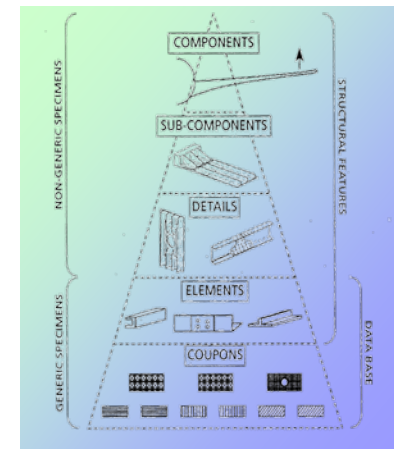 COMPONENTS
SUB-COMPONENTS
DETAILS
ELEMENTS
COUPONS
NON-GENERIC SPECIMENS
GENERIC SPECIMENS
STRUCTURAL FEATURES
DATA BASE